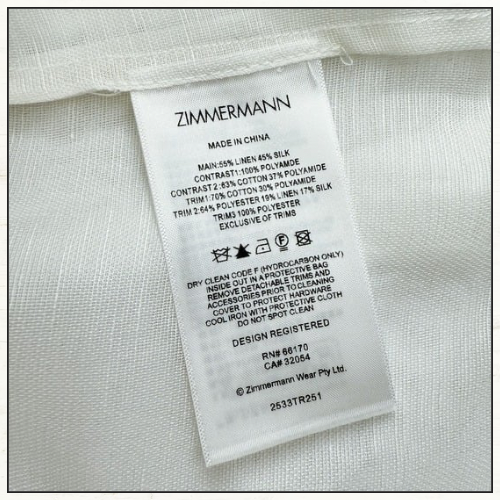 ZIMMERMANN
MADE IN CHINA
MAIN:55% LINEN 45% SILK
CONTRAST1:100% POLYAMDE
CONTRAST 2:63% COTTON 37% POLYAMIDE
TRIM1:70% COTTON 30% POLYAMIDE
TRIM 2:64% POLYESTER 19% LINEN 17% SILK
TRIM3 100% POLYESTER
EXCLUSIVE OF TRIMS
DRY CLEAN CODE F (HYDROCARBON ONLY)
INSIDE OUT IN A PROTECTIVE BAG
REMOVE DETACHABLE TRIMS AND
ACCESSORIES PRIOR TO CLEANING
COVER TO PROTECT HARDWARE
COOL IRON WITH PROTECTIVE CLOTH
DO NOT SPOT CLEAN
DESIGN REGISTERED
RN# 66170
CA# 32054
© Zimmermann Wear Pty Ltd.
2533TR251